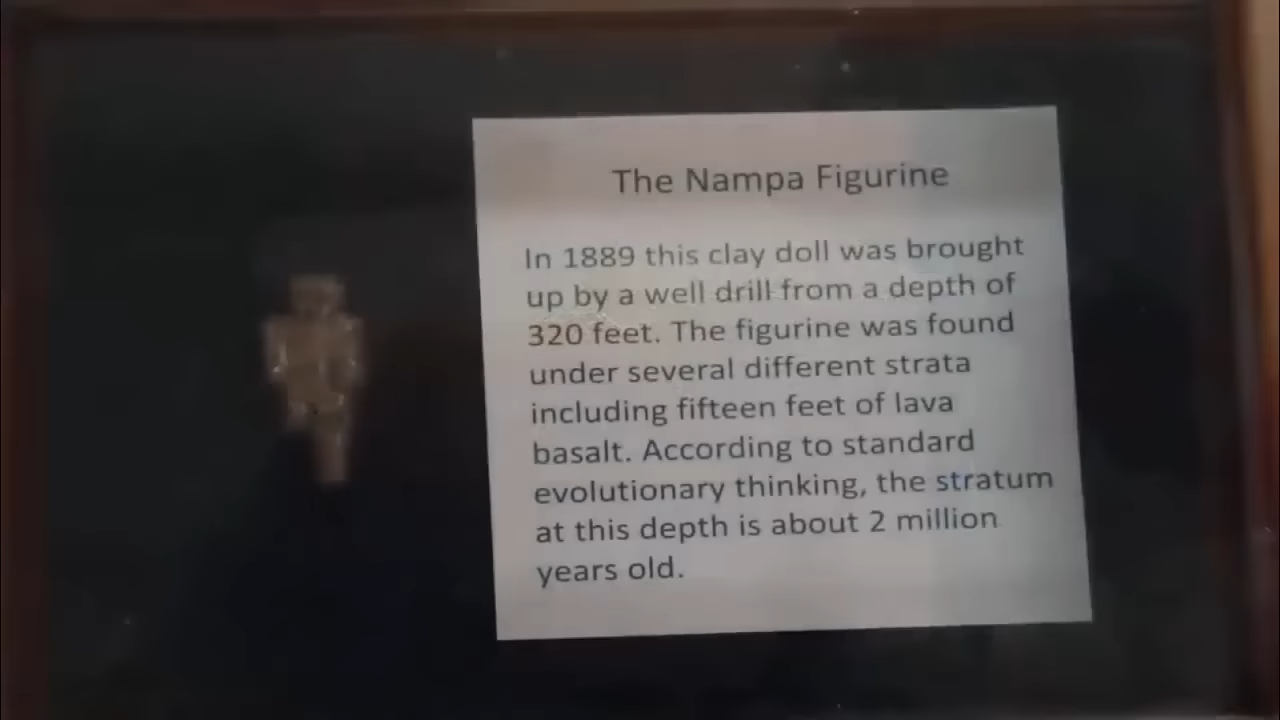 The Nampa Figurine
In 1889 this clay doll was brought
up by a well drill from a depth of
320 feet. The figurine was found
under several different strata
including fifteen feet of lava
basalt. According to standard
evolutionary thinking, the stratum
at this depth is about 2 million
years old.